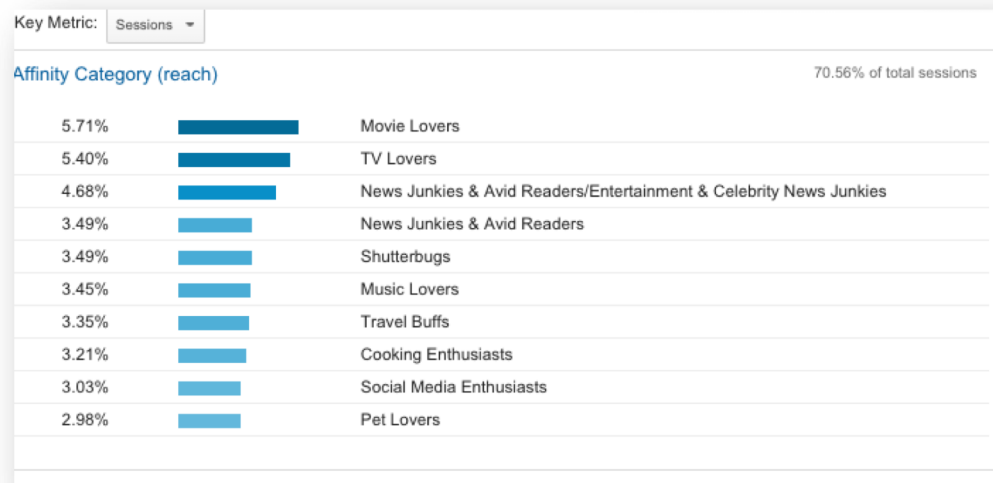 Key Metric: Sessions
Affinity Category (reach) 70.56% of total sessions
5.71% Movie Lovers
5.40% TV Lovers
4.68% News Junkies & Avid Readers/Entertainment & Celebrity News Junkies
3.49% News Junkies & Avid Readers
3.49% Shutterbugs
3.45% Music Lovers
3.35% Travel Buffs
3.21% Cooking Enthusiasts
3.03% Social Media Enthusiasts
2.98% Pet Lovers